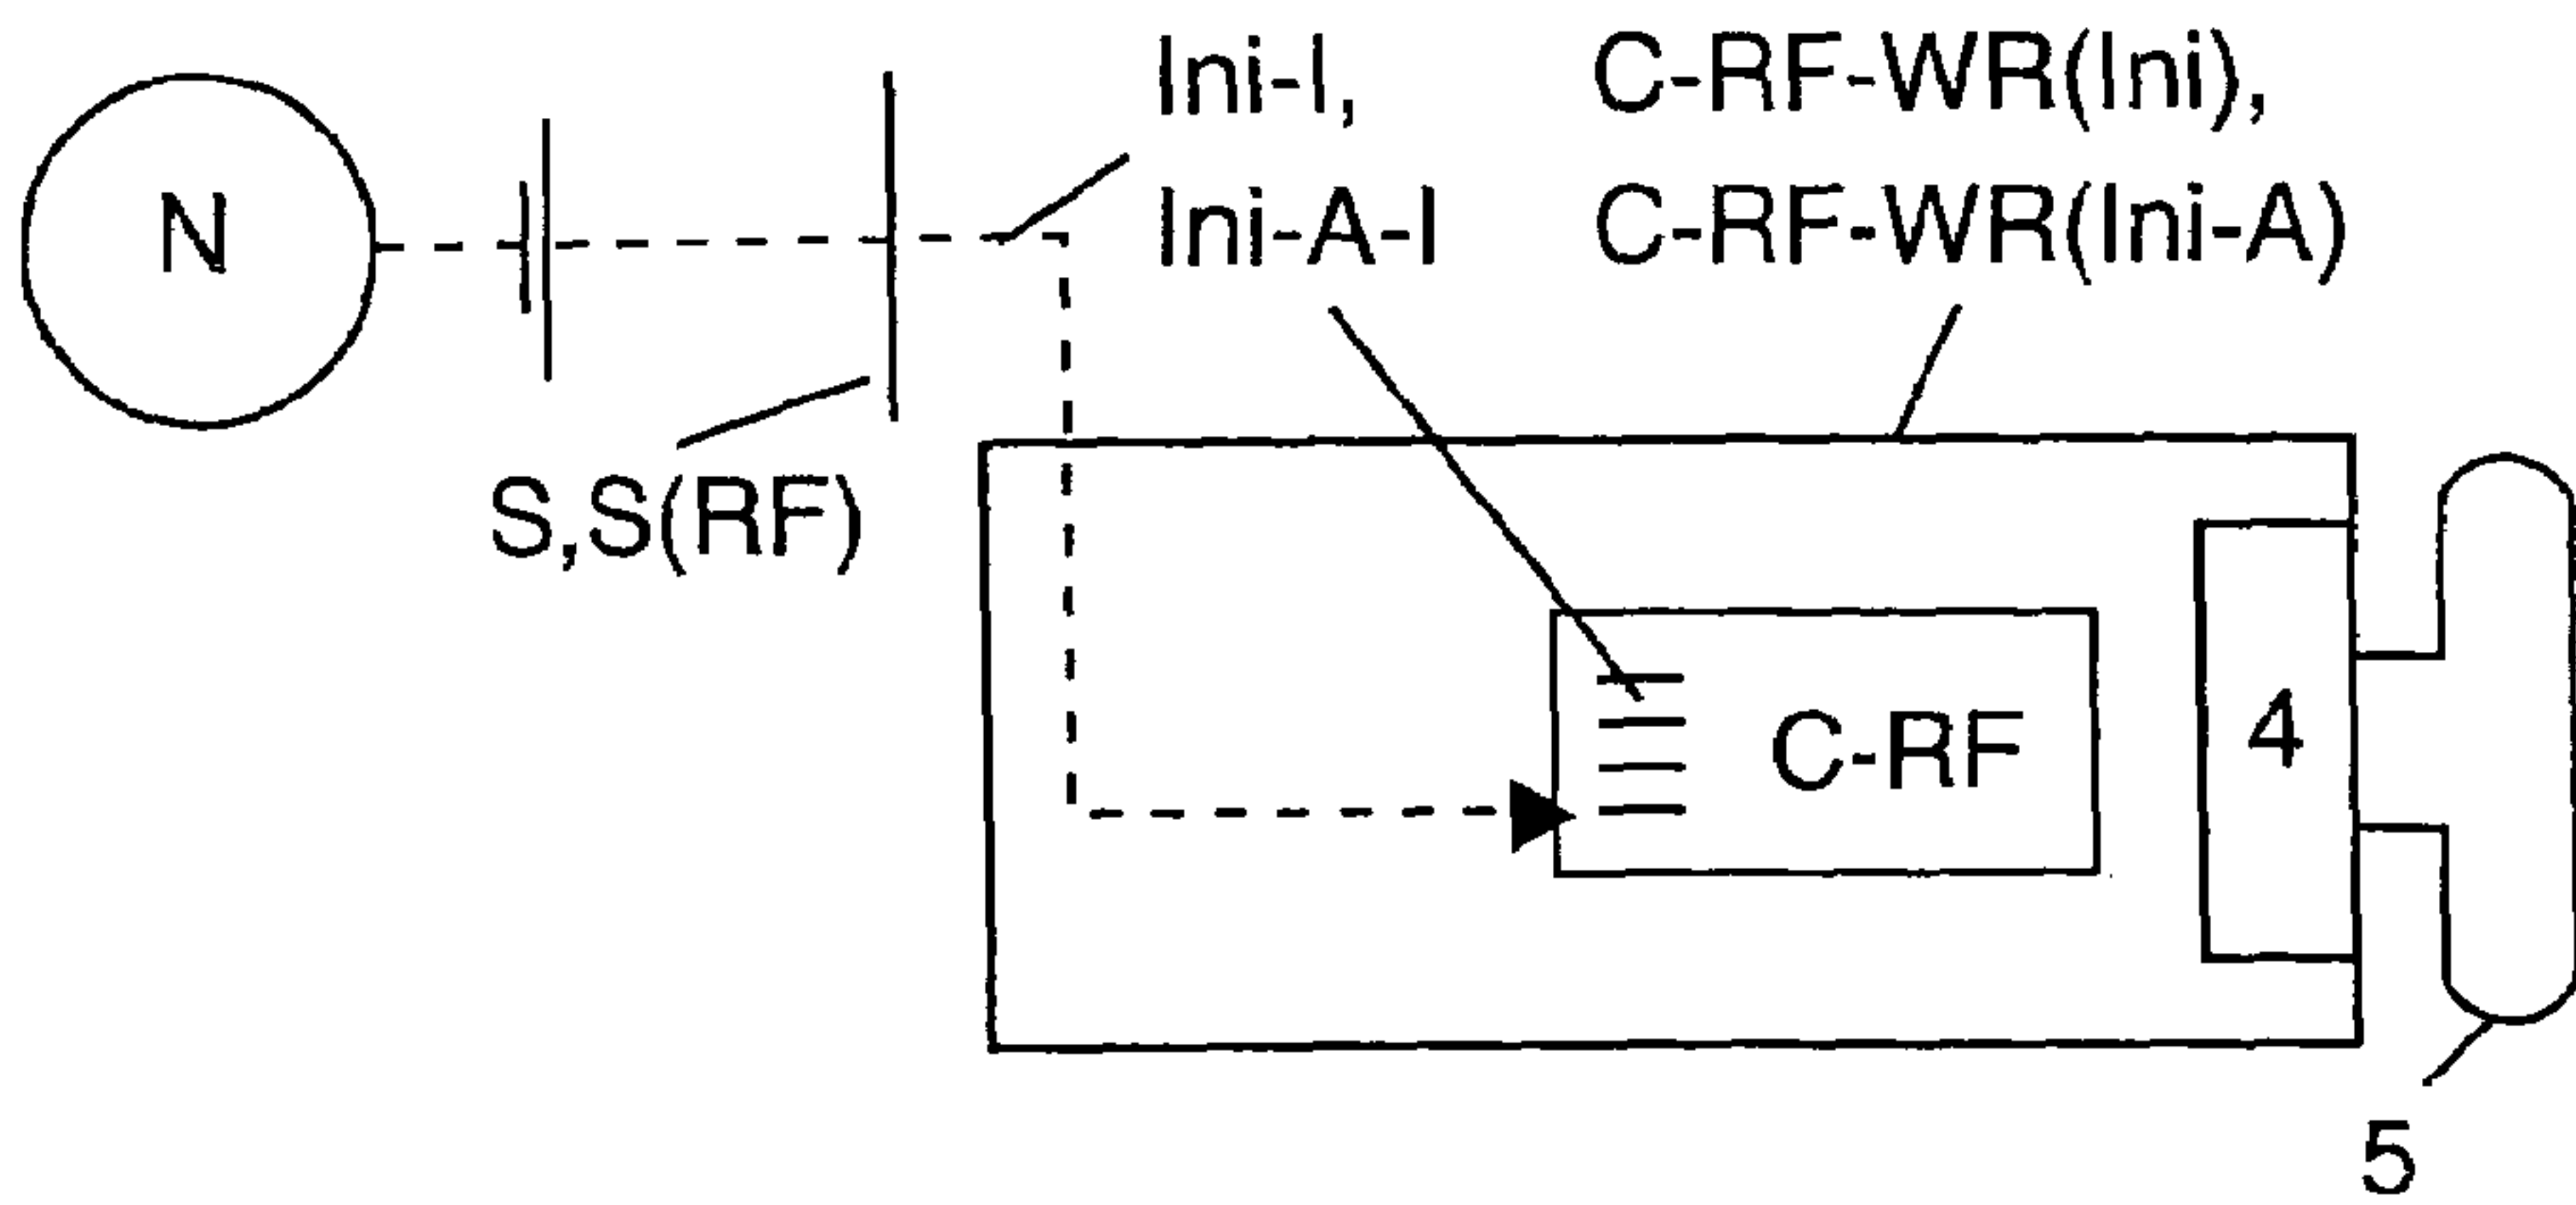 N
Ini-I,
Ini-A-I
C-RF-WR(Ini),
C-RF-WR(Ini-A)
S,S(RF)
C-RF
4
5